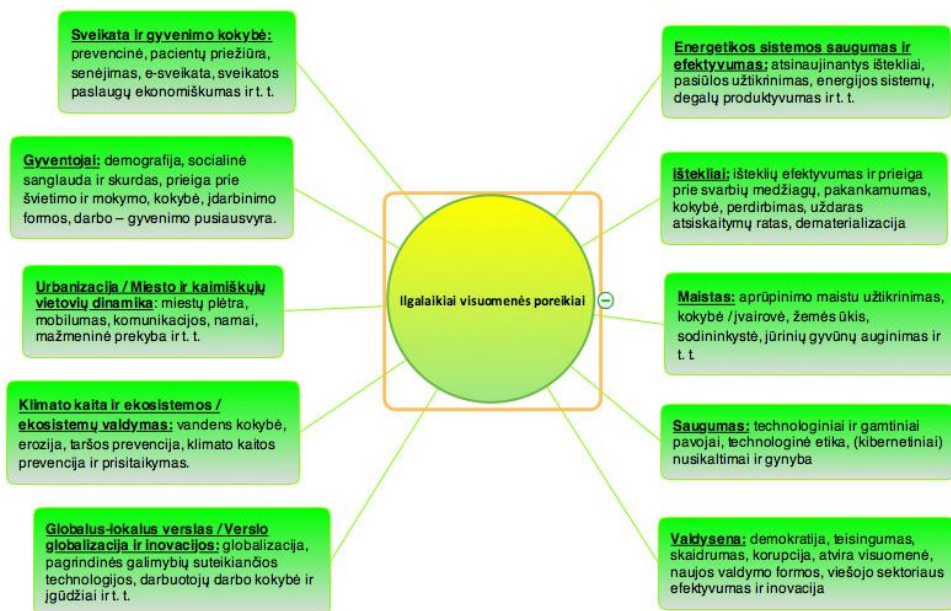 Sveikata ir gyvenimo kokybė:
prevencinė, pacientų priežiūra,
senėjimas, e-sveikata, sveikatos
paslaugų ekonomiškumas ir t. t.
Gyventojai: demografija, socialinė
sanglauda ir skurdas, prieiga prie
švietimo ir mokymo, kokybė, įdarbinimo
formos, darbo – gyvenimo pusiausvyra.
Urbanizacija / Miesto ir kaimiškųjų
vietovių dinamika: miestų plėtra,
mobilumas, komunikacijos, namai,
mažmeninė prekyba ir t. t.
Klimato kaita ir ekosistemos /
ekosistemų valdymas: vandens kokybė,
erozija, taršos prevencija, klimato kaitos
prevencija ir prisitaikymas.
Globalus-lokalus verslas / Verslo
globalizacija ir inovacijos: globalizacija,
pagrindinės galimybių suteikiančios
technologijos, darbuotojų darbo kokybė ir
įgūdžiai ir t. t.
Ilgalaikiai visuomenės poreikiai
Energetikos sistemos saugumas ir
efektyvumas: atsinaujinantys ištekliai,
pasiūlos užtikrinimas, energijos sistemų,
degalų produktyvumas ir t. t.
Ištekliai: išteklių efektyvumas ir prieiga
prie svarbių medžiagų, pakankamumas,
kokybė, perdirbimas, uždaras
atsiskaitymų ratas, dematerializacija
Maistas: aprūpinimo maistu užtikrinimas,
kokybė / įvairovė, žemės ūkis,
sodininkystė, jūrinių gyvūnų auginimas ir
t. t.
Saugumas: technologiniai ir gamtiniai
pavojai, technologinė etika, (kibernetiniai)
nusikaltimai ir gynyba
Valdysena: demokratija, teisingumas,
skaidrumas, korupcija, atvira visuomenė,
naujos valdymo formos, viešojo sektoriaus
efektyvumas ir inovacija